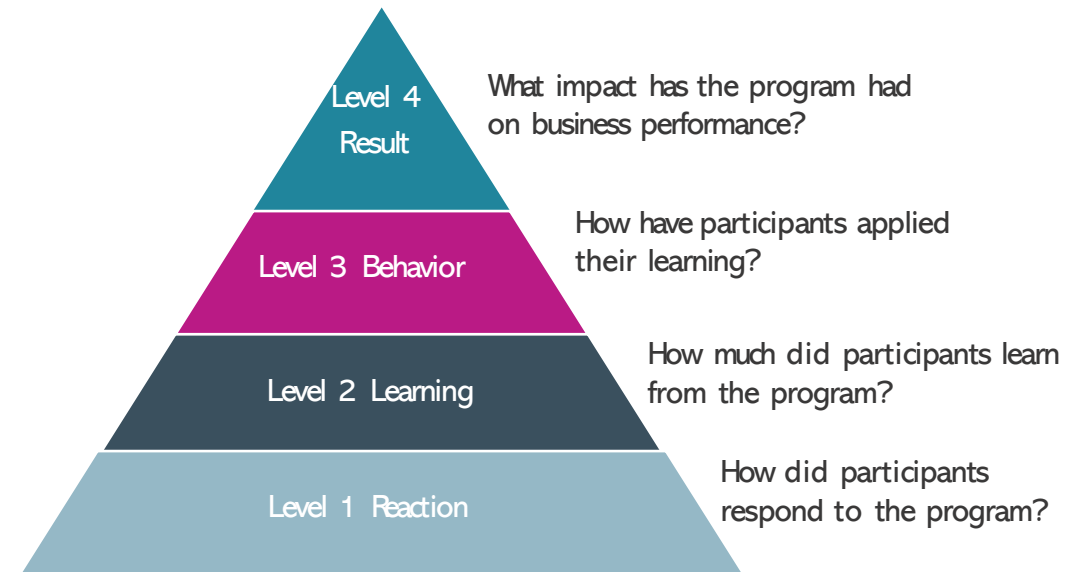 Level 4
Result
What impact has the program had
on business performance?
Level 3 Behavior
How have participants applied
their learning?
Level 2 Learning
How much did participants learn
from the program?
Level 1 Reaction
How did participants
respond to the program?